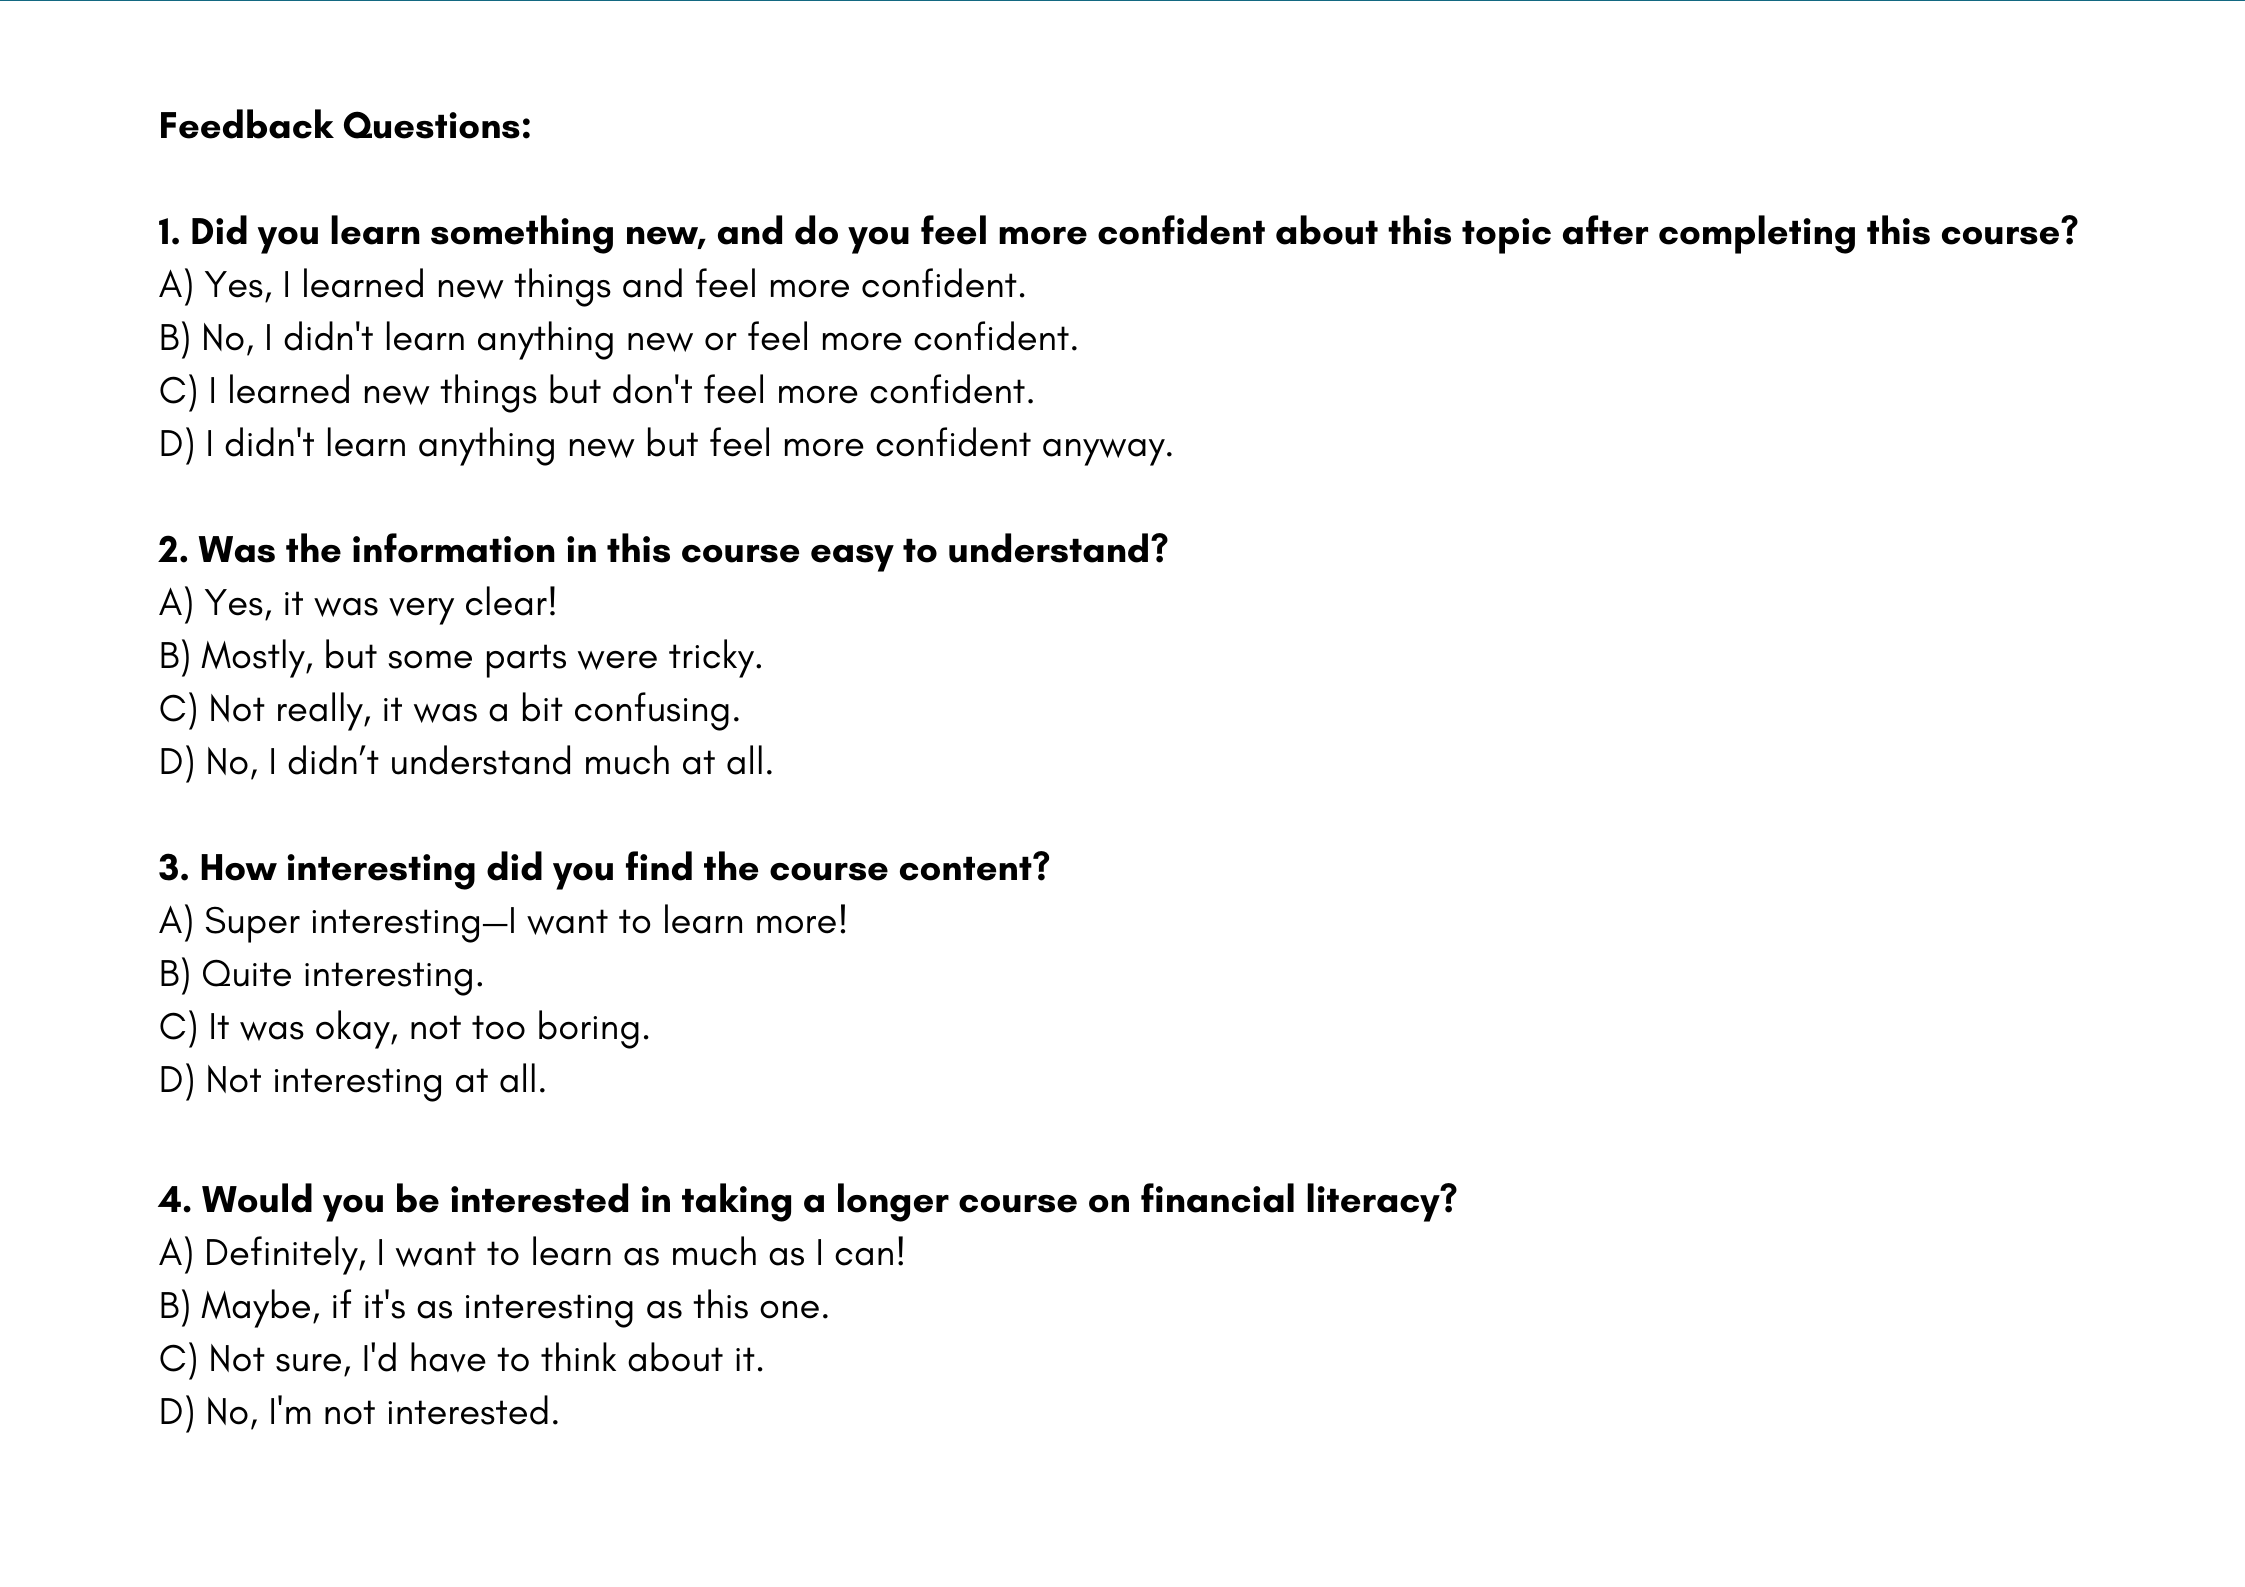 Feedback Questions:
1. Did you learn something new, and do you feel more confident about this topic after completing this course?
A) Yes, I learned new things and feel more confident.
B) No, I didn't learn anything new or feel more confident.
C) I learned new things but don't feel more confident.
D) I didn't learn anything new but feel more confident anyway.
2. Was the information in this course easy to understand?
A) Yes, it was very clear!
B) Mostly, but some parts were tricky.
C) Not really, it was a bit confusing.
D) No, I didn’t understand much at all.
3. How interesting did you find the course content?
A) Super interesting—I want to learn more!
B) Quite interesting.
C) It was okay, not too boring.
D) Not interesting at all.
4. Would you be interested in taking a longer course on financial literacy?
A) Definitely, I want to learn as much as I can!
B) Maybe, if it's as interesting as this one.
C) Not sure, I'd have to think about it.
D) No, I'm not interested.